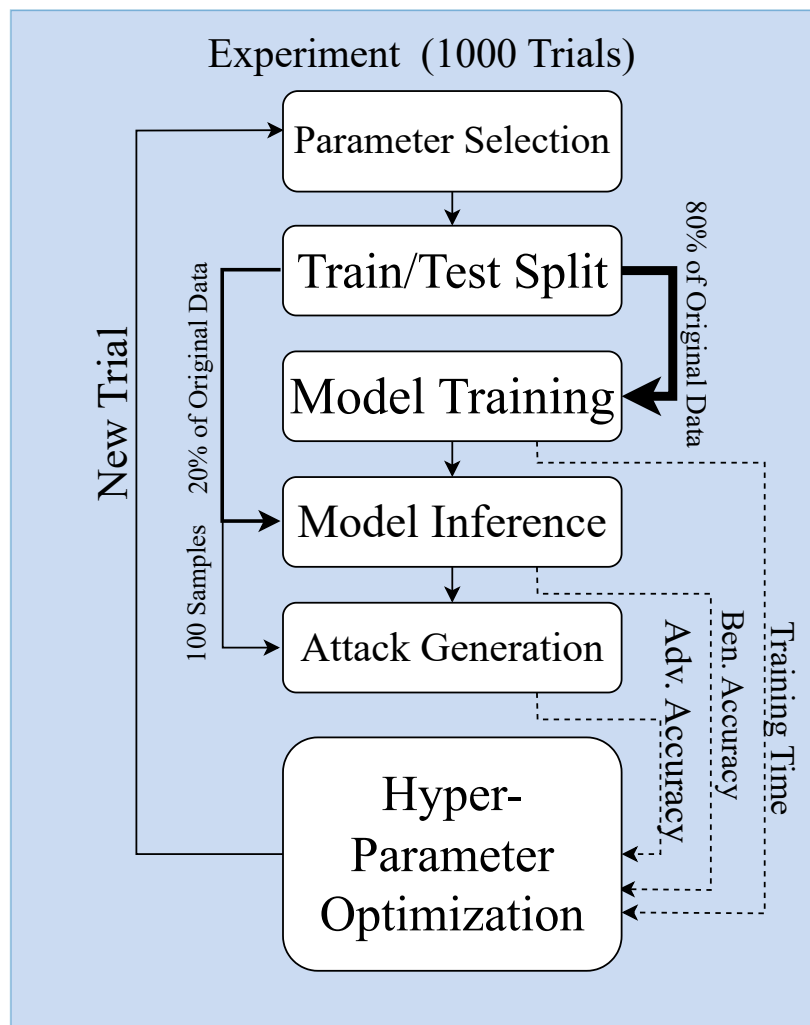 Experiment (1000 Trials)
Parameter Selection
Train/Test Split
80% of Original Data
20% of Original Data
New Trial
Model Training
Model Inference
100 Samples
Attack Generation
Adv. Accuracy
Ben. Accuracy
Training Time
Hyper-
Parameter
Optimization